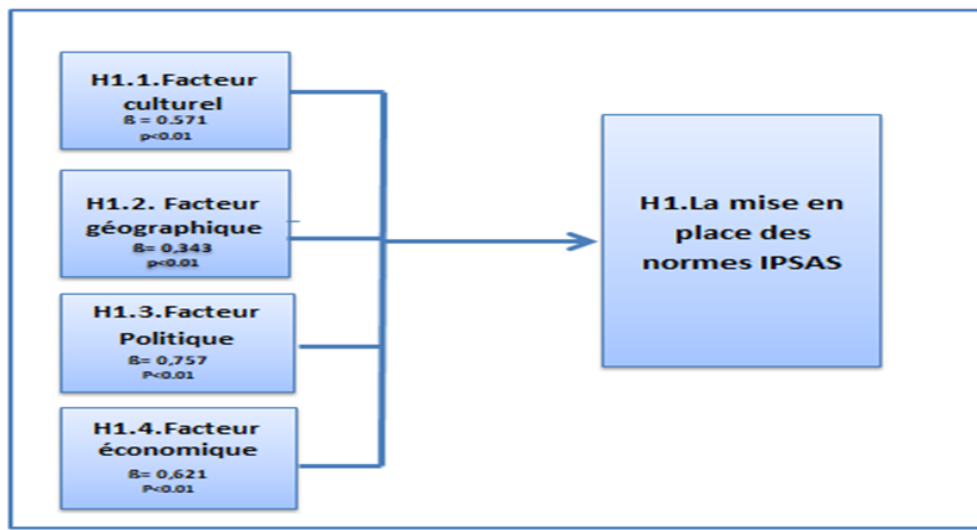 H1.1.Facteur
culturel
ß = 0.571
p<0.01
H1.2. Facteur
géographique
ß= 0,343
p<0.01
H1.3.Facteur
Politique
ß= 0,757
P<0.01
H1.4.Facteur
économique
ß= 0,621
P<0.01
H1.La mise en
place des
normes IPSAS